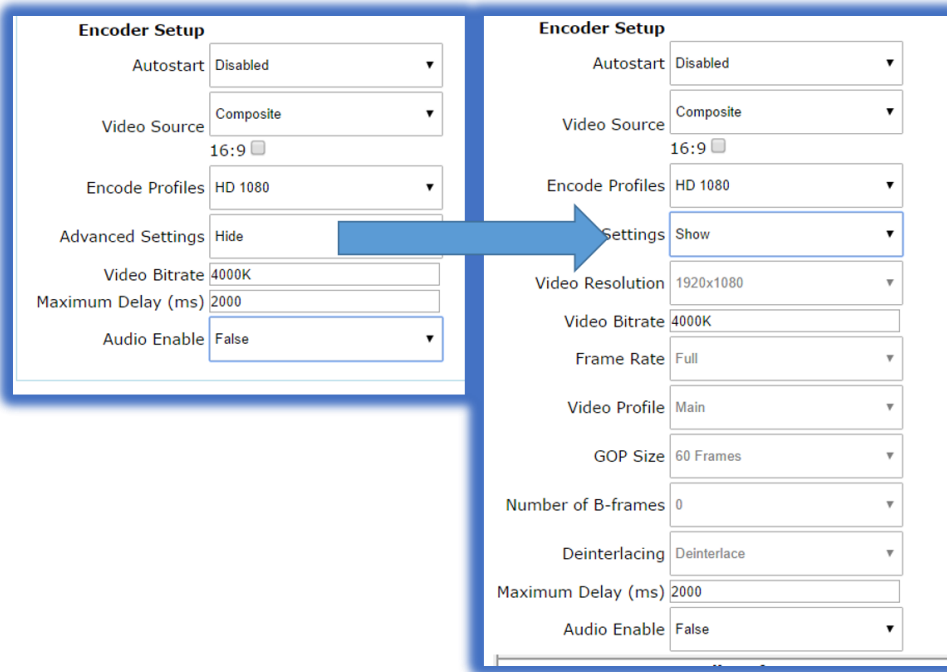 Encoder Setup
Autostart Disabled
Video Source Composite
16:9
Encode Profiles HD 1080
Advanced Settings Hide
Video Bitrate 4000K
Maximum Delay (ms) 2000
Audio Enable False
Encoder Setup
Autostart Disabled
Video Source Composite
16:9
Encode Profiles HD 1080
Settings Show
Video Resolution 1920x1080
Video Bitrate 4000K
Frame Rate Full
Video Profile Main
GOP Size 60 Frames
Number of B-frames 0
Deinterlacing Deinterlace
Maximum Delay (ms) 2000
Audio Enable False